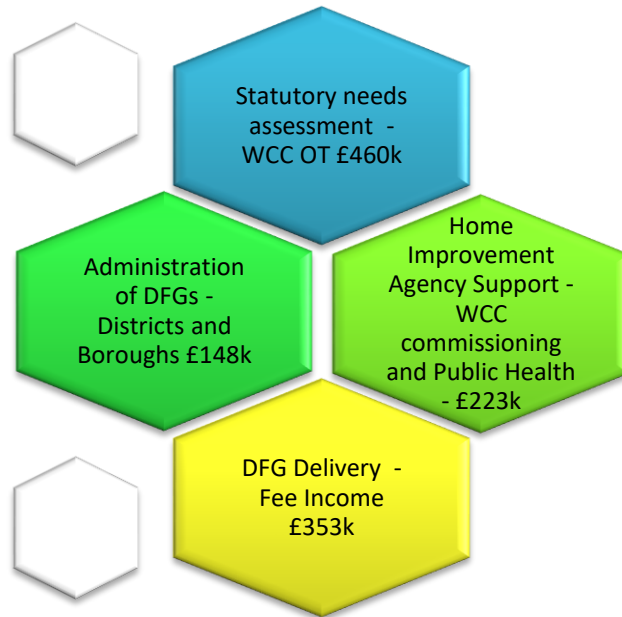 Statutory needs
assessment -
WCC OT £460k
Administration
of DFGs -
Districts and
Boroughs £148k
Home
Improvement
Agency Support -
WCC
commissioning
and Public Health
- £223k
DFG Delivery -
Fee Income
£353k